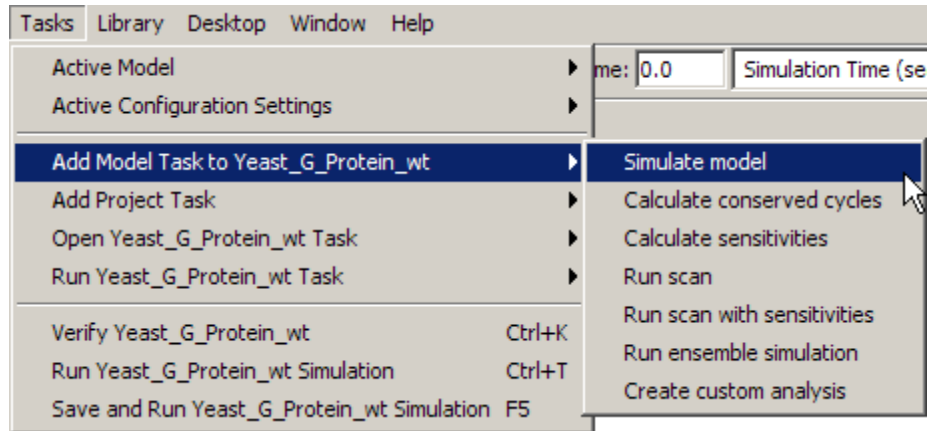 Tasks Library Desktop Window Help
me: 0.0 Simulation Time (se
Active Model
Active Configuration Settings
Add Model Task to Yeast_G_Protein_wt
Add Project Task
Open Yeast_G_Protein_wt Task
Run Yeast_G_Protein_wt Task
Verify Yeast_G_Protein_wt Ctrl+K
Run Yeast_G_Protein_wt Simulation Ctrl+T
Save and Run Yeast_G_Protein_wt Simulation F5
Simulate model
Calculate conserved cycles
Calculate sensitivities
Run scan
Run scan with sensitivities
Run ensemble simulation
Create custom analysis